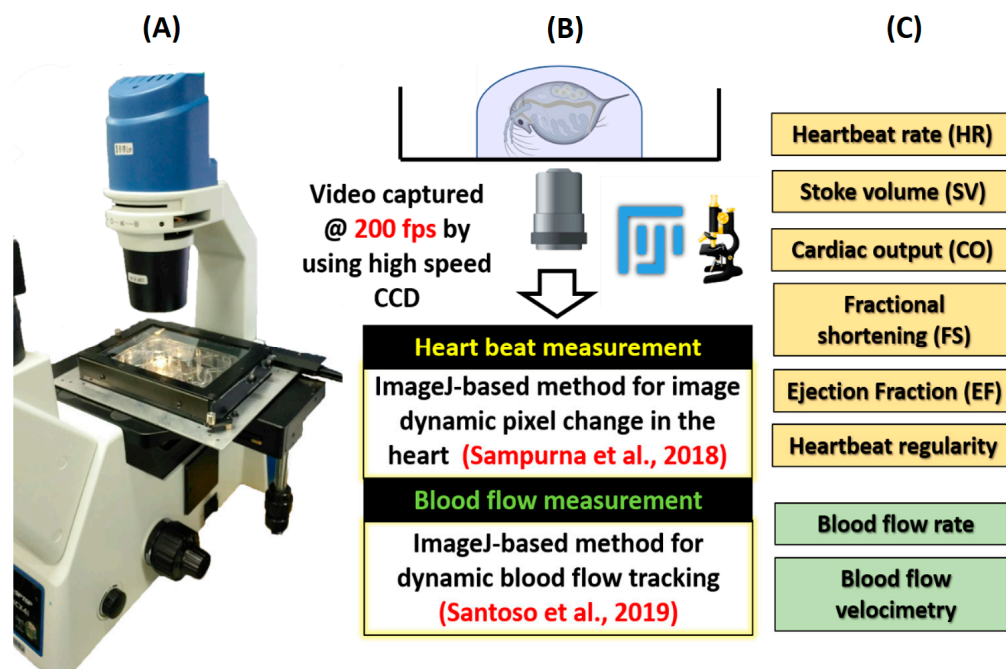 (A)
(B)
(C)
Video captured
@ 200 fps by
using high speed
CCD
Heart beat measurement
ImageJ-based method for image
dynamic pixel change in the
heart (Sampurna et al., 2018)
Blood flow measurement
ImageJ-based method for
dynamic blood flow tracking
(Santoso et al., 2019)
Heartbeat rate (HR)
Stoke volume (SV)
Cardiac output (CO)
Fractional
shortening (FS)
Ejection Fraction (EF)
Heartbeat regularity
Blood flow rate
Blood flow
velocimetry